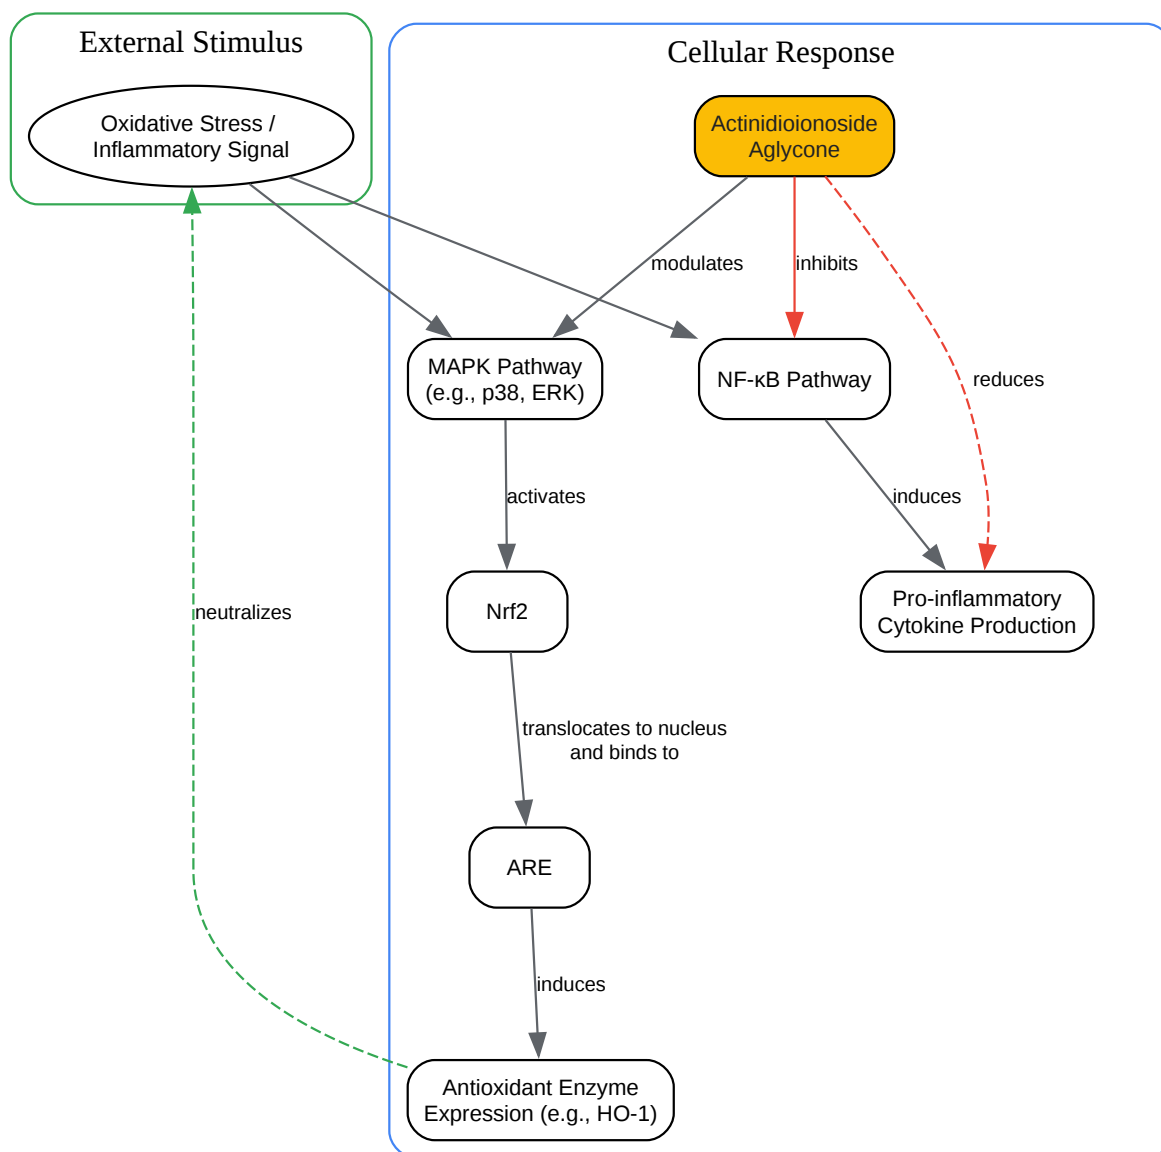 External Stimulus
Cellular Response
Oxidative Stress /
Inflammatory Signal
Actinidioionoside
Aglycone
modulates
inhibits
reduces
MAPK Pathway
(e.g., p38, ERK)
NF-κB Pathway
activates
induces
neutralizes
Nrf2
Pro-inflammatory
Cytokine Production
translocates to nucleus
and binds to
ARE
induces
Antioxidant Enzyme
Expression (e.g., HO-1)